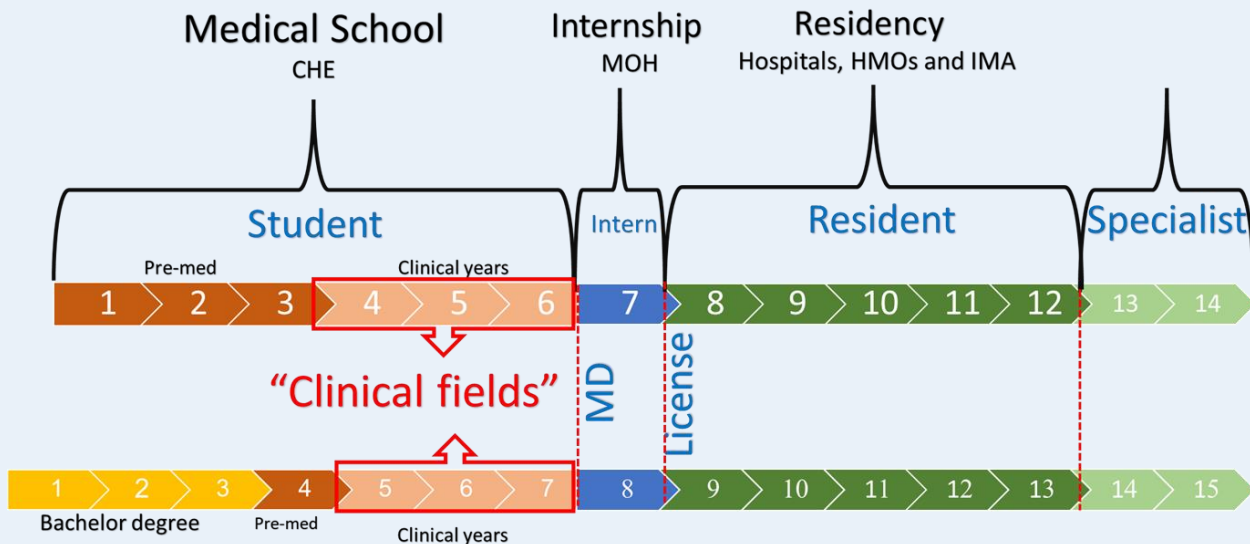 Medical School
CHE
Internship
MOH
Residency
Hospitals, HMOs and IMA
Student
Intern
Resident
Specialist
Pre-med
Clinical years
1 2 3 4 5 6 7 8 9 10 11 12 13 14
"Clinical fields"
MD
License
1 2 3 4 5 6 7 8 9 10 11 12 13 14 15
Bachelor degree
Pre-med
Clinical years